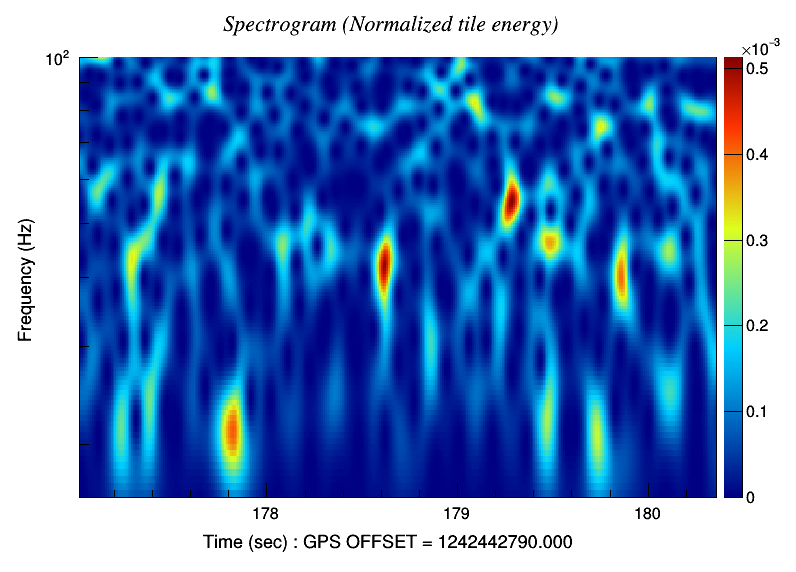 Spectrogram (Normalized tile energy)
×10⁻³
10²
0.5
0.4
0.3
0.2
0.1
0
Frequency (Hz)
178 179 180
Time (sec) : GPS OFFSET = 1242442790.000